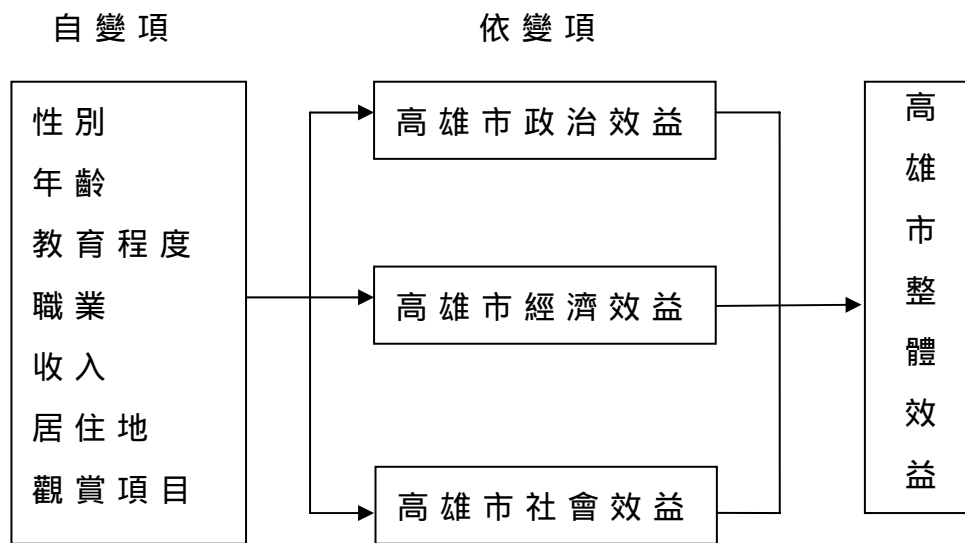 自變項
依變項
性別
年齡
教育程度
職業
收入
居住地
觀賞項目
高雄市政治效益
高雄市經濟效益
高雄市社會效益
高雄市整體效益